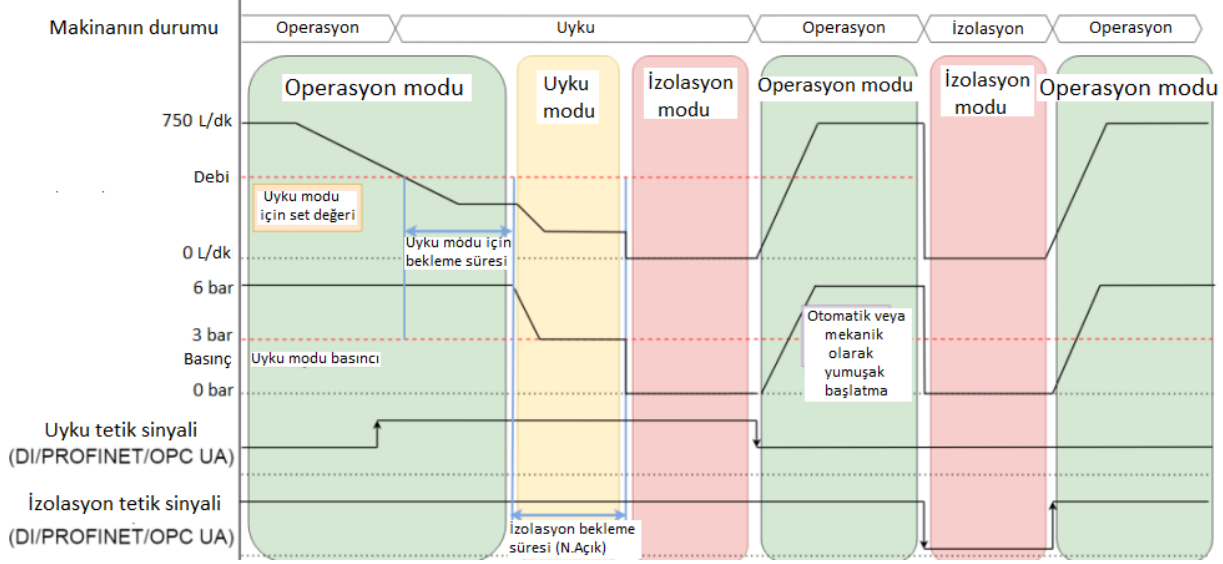 Makinanın durumu
Operasyon
Uyku
Operasyon
İzolasyon
Operasyon
Operasyon modu
Uyku
modu
İzolasyon
modu
Operasyon modu
İzolasyon
modu
Operasyon modu
750 L/dk
Debi
Uyku modu
için set değeri
Uyku modu için
bekleme süresi
0 L/dk
6 bar
3 bar
Basınç
Uyku modu basıncı
0 bar
Otomatik veya
mekanik
olarak
yumuşak
başlatma
Uyku tetik sinyali
(DI/PROFINET/OPC UA)
İzolasyon tetik sinyali
(DI/PROFINET/OPC UA)
İzolasyon bekleme
süresi (N.Açık)